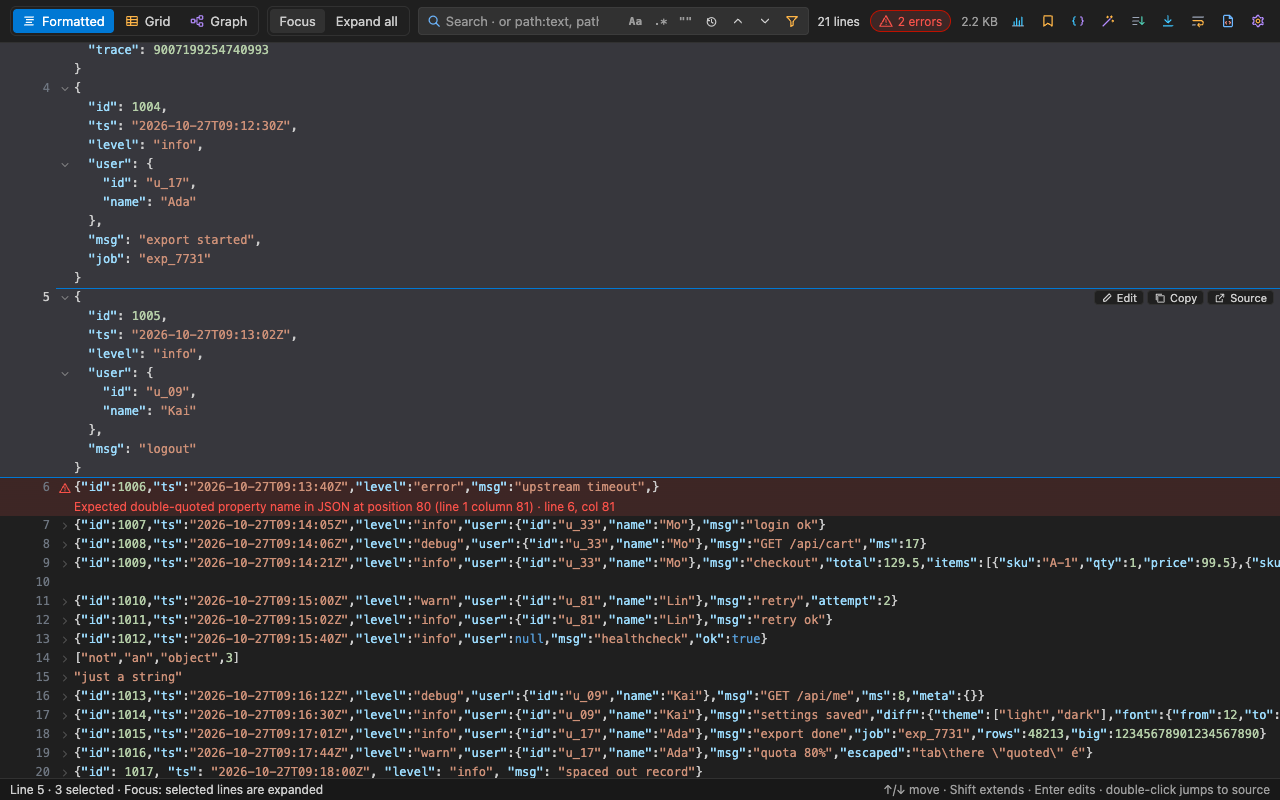 Formatted Grid Graph Focus Expand all Search · or path:text, path Aa .* "" 21 lines 2 errors 2.2 KB
"trace": 9007199254740993
}
4 {
"id": 1004,
"ts": "2026-10-27T09:12:30Z",
"level": "info",
"user": {
"id": "u_17",
"name": "Ada"
},
"msg": "export started",
"job": "exp_7731"
}
5 { Edit Copy Source
"id": 1005,
"ts": "2026-10-27T09:13:02Z",
"level": "info",
"user": {
"id": "u_09",
"name": "Kai"
},
"msg": "logout"
}
6 {"id":1006,"ts":"2026-10-27T09:13:40Z","level":"error","msg":"upstream timeout",}
Expected double-quoted property name in JSON at position 80 (line 1 column 81) · line 6, col 81
7 {"id":1007,"ts":"2026-10-27T09:14:05Z","level":"info","user":{"id":"u_33","name":"Mo"},"msg":"login ok"}
8 {"id":1008,"ts":"2026-10-27T09:14:06Z","level":"debug","user":{"id":"u_33","name":"Mo"},"msg":"GET /api/cart","ms":17}
9 {"id":1009,"ts":"2026-10-27T09:14:21Z","level":"info","user":{"id":"u_33","name":"Mo"},"msg":"checkout","total":129.5,"items":[{"sku":"A-1","qty":1,"price":99.5},{"sku
10
11 {"id":1010,"ts":"2026-10-27T09:15:00Z","level":"warn","user":{"id":"u_81","name":"Lin"},"msg":"retry","attempt":2}
12 {"id":1011,"ts":"2026-10-27T09:15:02Z","level":"info","user":{"id":"u_81","name":"Lin"},"msg":"retry ok"}
13 {"id":1012,"ts":"2026-10-27T09:15:40Z","level":"info","user":null,"msg":"healthcheck","ok":true}
14 ["not","an","object",3]
15 "just a string"
16 {"id":1013,"ts":"2026-10-27T09:16:12Z","level":"debug","user":{"id":"u_09","name":"Kai"},"msg":"GET /api/me","ms":8,"meta":{}}
17 {"id":1014,"ts":"2026-10-27T09:16:30Z","level":"info","user":{"id":"u_09","name":"Kai"},"msg":"settings saved","diff":{"theme":["light","dark"],"font":{"from":12,"to":
18 {"id":1015,"ts":"2026-10-27T09:17:01Z","level":"info","user":{"id":"u_17","name":"Ada"},"msg":"export done","job":"exp_7731","rows":48213,"big":12345678901234567890}
19 {"id":1016,"ts":"2026-10-27T09:17:44Z","level":"warn","user":{"id":"u_17","name":"Ada"},"msg":"quota 80%","escaped":"tab\there \"quoted\" é"}
20 {"id": 1017, "ts": "2026-10-27T09:18:00Z", "level": "info", "msg": "spaced out record"}
Line 5 · 3 selected · Focus: selected lines are expanded ↑/↓ move · Shift extends · Enter edits · double-click jumps to source